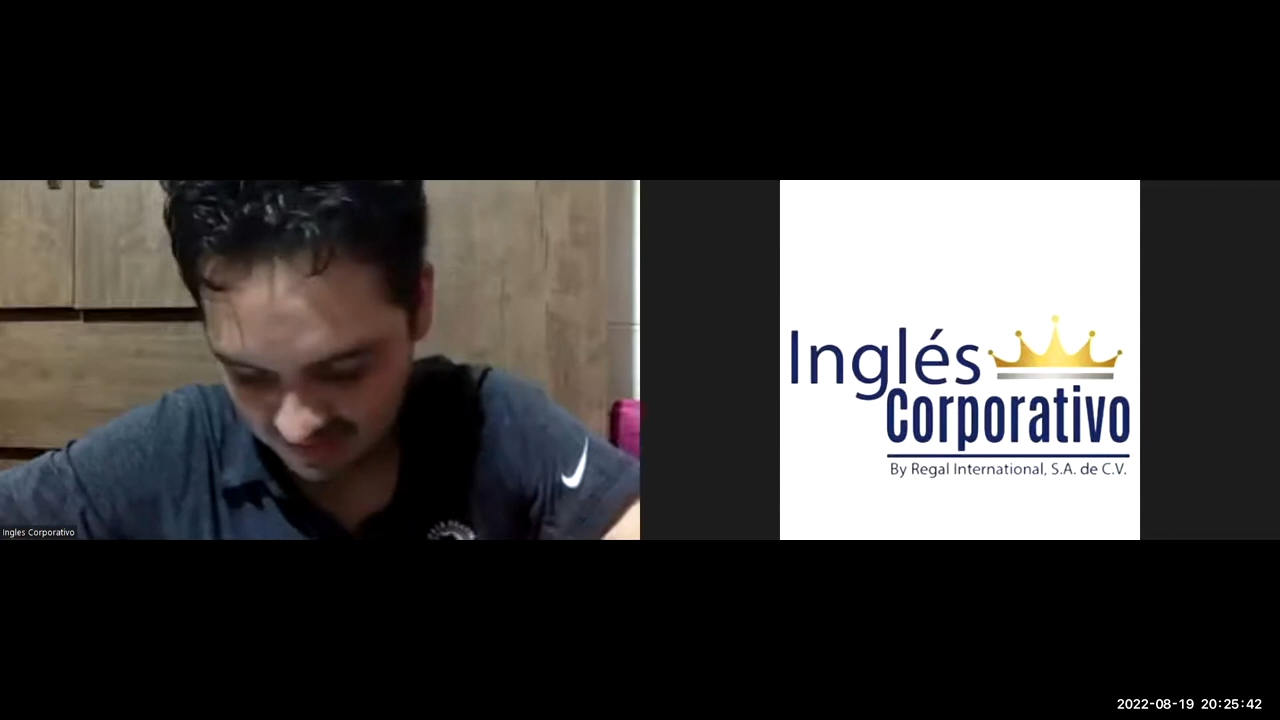 Inglés
Corporativo
By Regal International, S.A. de C.V.
Ingles Corporativo
2022-08-19 20:25:42